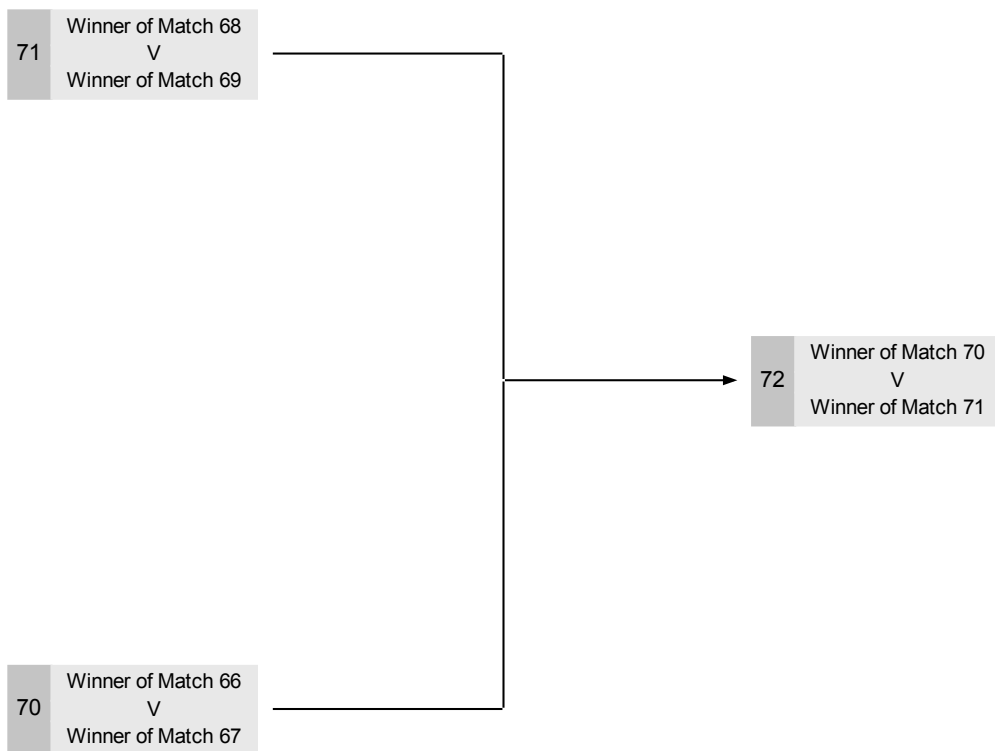 71
Winner of Match 68
V
Winner of Match 69
72
Winner of Match 70
V
Winner of Match 71
70
Winner of Match 66
V
Winner of Match 67